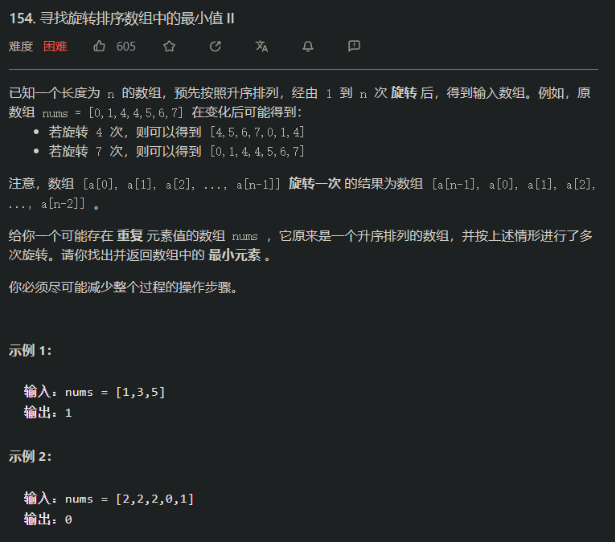 154. 寻找旋转排序数组中的最小值 II
难度 困难 605
已知一个长度为 n 的数组，预先按照升序排列，经由 1 到 n 次 旋转 后，得到输入数组。例如，原
数组 nums = [0,1,4,4,5,6,7] 在变化后可能得到：
• 若旋转 4 次，则可以得到 [4,5,6,7,0,1,4]
• 若旋转 7 次，则可以得到 [0,1,4,4,5,6,7]
注意，数组 [a[0], a[1], a[2], ..., a[n-1]] 旋转一次 的结果为数组 [a[n-1], a[0], a[1], a[2],
..., a[n-2]] 。
给你一个可能存在 重复 元素值的数组 nums ，它原来是一个升序排列的数组，并按上述情形进行了多
次旋转。请你找出并返回数组中的 最小元素 。
你必须尽可能减少整个过程的操作步骤。
示例 1：
输入：nums = [1,3,5]
输出：1
示例 2：
输入：nums = [2,2,2,0,1]
输出：0